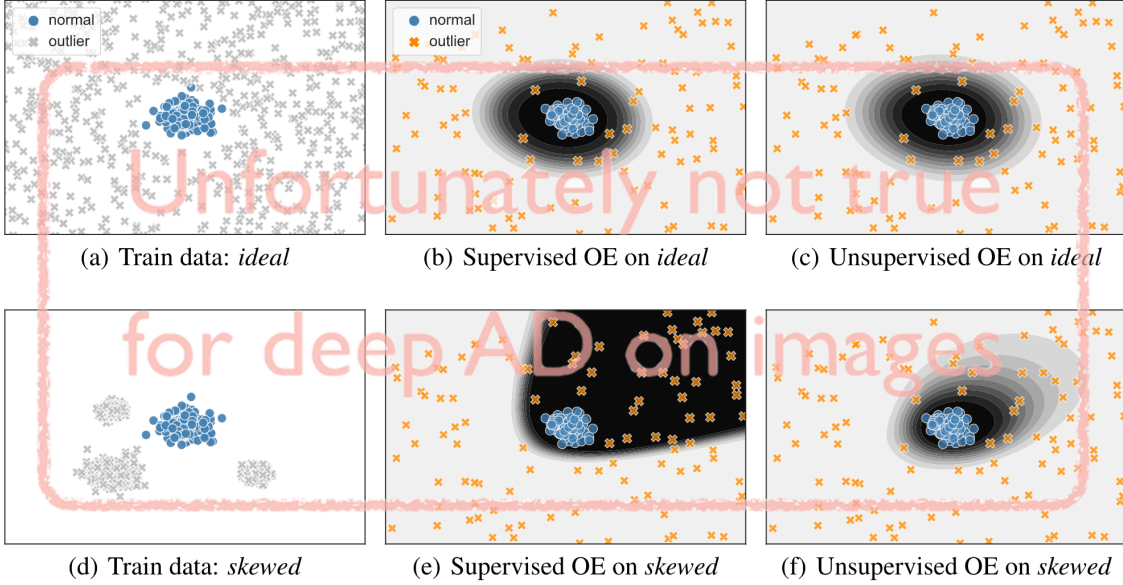 normal
outlier
normal
outlier
(a) Train data: ideal
(b) Supervised OE on ideal
(c) Unsupervised OE on ideal
Unfortunately not true
for deep AD on images
(d) Train data: skewed
(e) Supervised OE on skewed
(f) Unsupervised OE on skewed